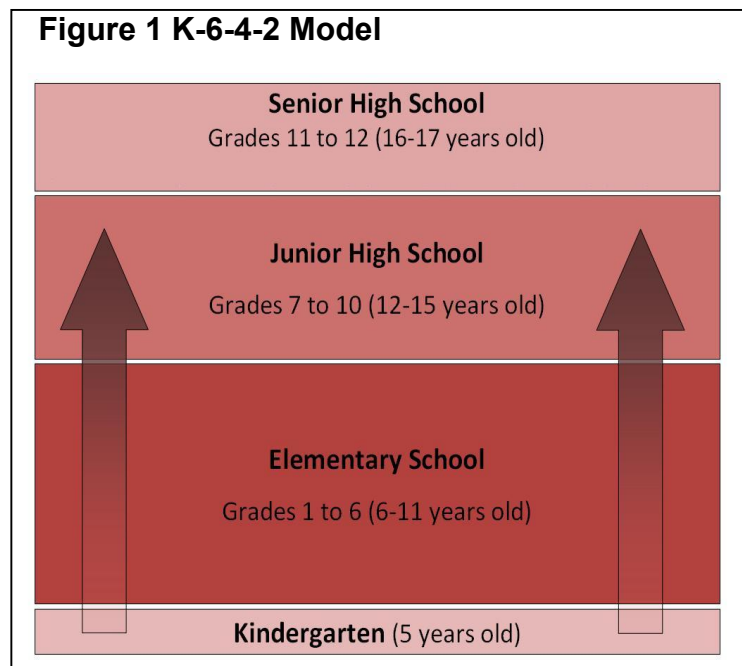 Figure 1 K-6-4-2 Model
Senior High School
Grades 11 to 12 (16-17 years old)
Junior High School
Grades 7 to 10 (12-15 years old)
Elementary School
Grades 1 to 6 (6-11 years old)
Kindergarten (5 years old)